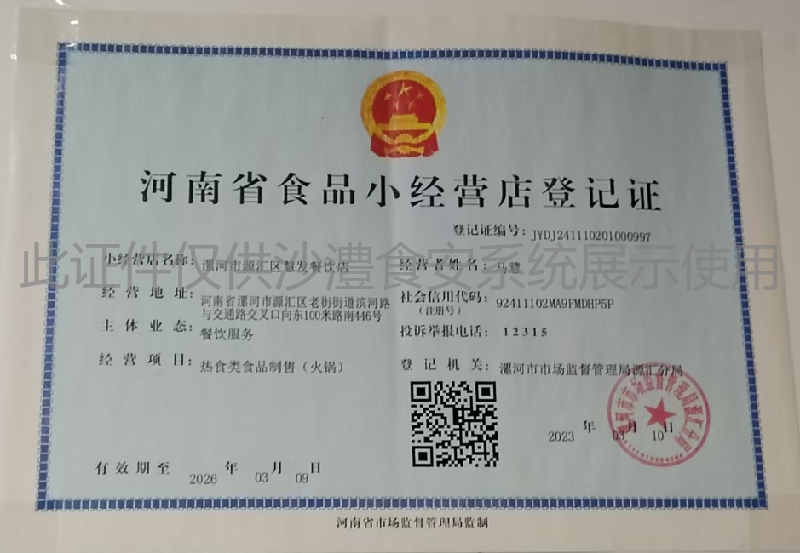 河南省食品小经营店登记证
登记证编号：JYDJ241110201000997
此证件仅供沙澧食安系统展示使用
小经营店名称：漯河市源汇区慧发餐饮店
经营者姓名：马慧
经营地址：河南省漯河市源汇区老街街道滨河路
与交通路交叉口向东100米路南446号
社会信用代码：92411102MA9FMDHP5P
（注册号）
主体业态：餐饮服务
投诉举报电话：12315
经营项目：热食类食品制售（火锅）
登记机关：漯河市市场监督管理局源汇分局
2023 年 03 月 10 日
有效期至 2026 年 03 月 09 日
河南省市场监督管理局监制